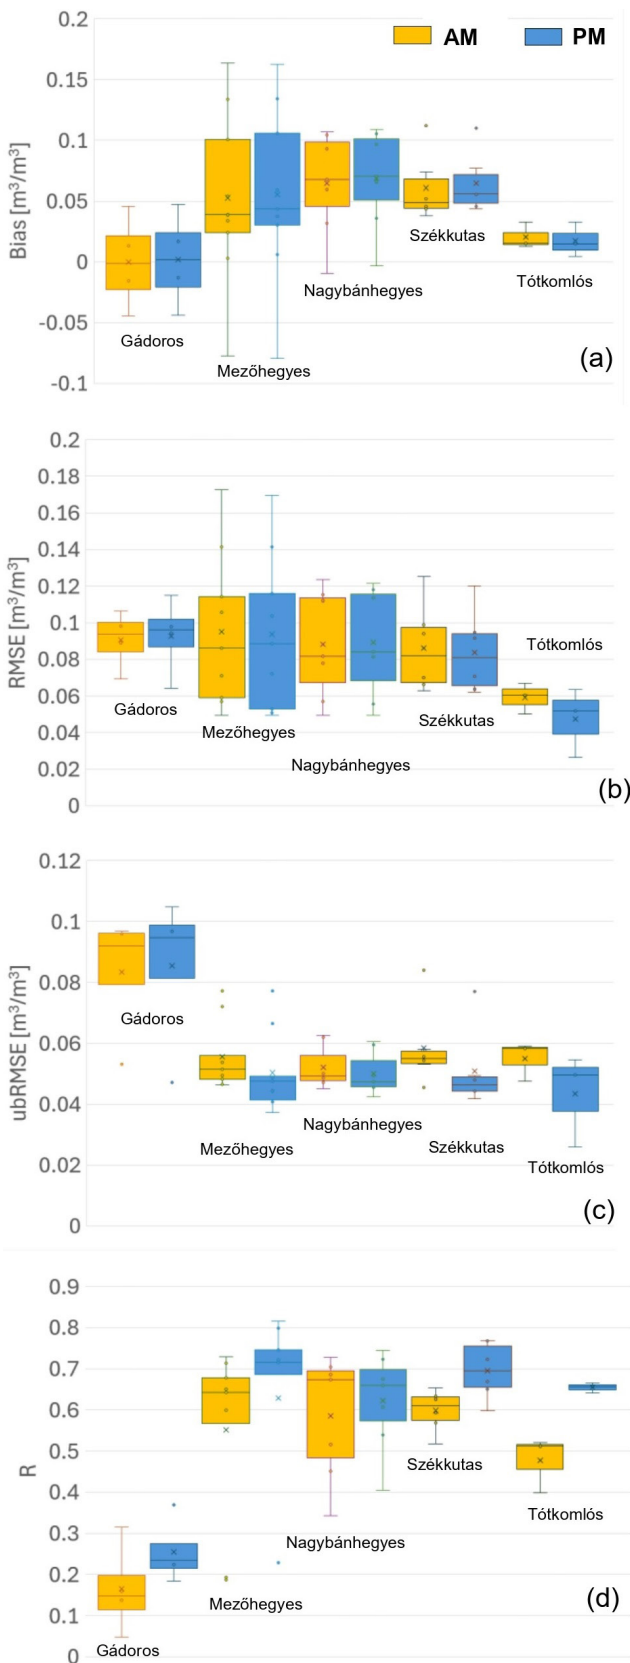 0.2
AM
PM
0.15
0.1
0.05
0
-0.05
-0.1
Bias [m³/m³]
Székkutas
Tótkomlós
Nagybánhegyes
Gádoros
Mezőhegyes
(a)
0.2
0.18
0.16
0.14
0.12
0.1
0.08
0.06
0.04
0.02
0
RMSE [m³/m³]
Tótkomlós
Gádoros
Székkutas
Mezőhegyes
Nagybánhegyes
(b)
0.12
0.1
0.08
0.06
0.04
0.02
0
ubRMSE [m³/m³]
Gádoros
Nagybánhegyes
Mezőhegyes
Székkutas
Tótkomlós
(c)
0.9
0.8
0.7
0.6
0.5
0.4
0.3
0.2
0.1
0
R
Székkutas
Tótkomlós
Nagybánhegyes
Mezőhegyes
(d)
Gádoros